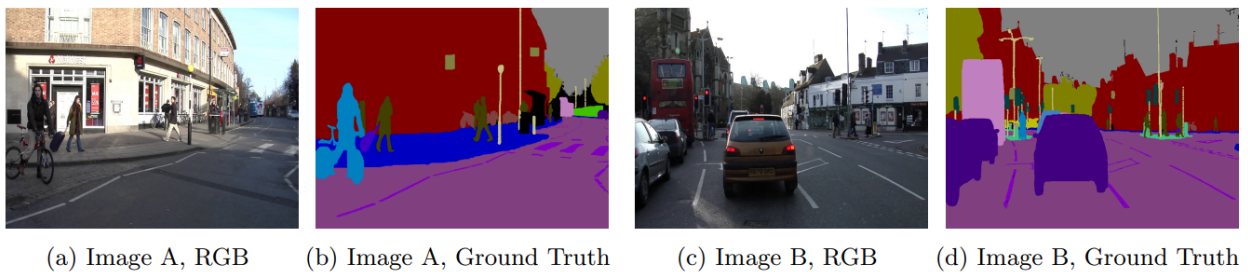 (a) Image A, RGB
(b) Image A, Ground Truth
(c) Image B, RGB
(d) Image B, Ground Truth